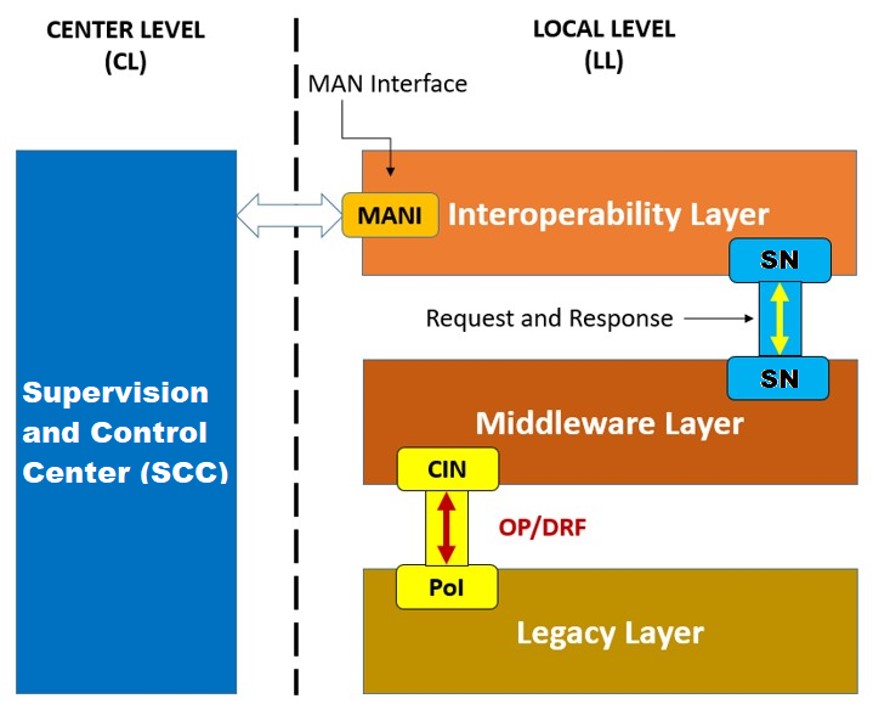 CENTER LEVEL
(CL)
LOCAL LEVEL
(LL)
MAN Interface
MANI
Interoperability Layer
SN
Request and Response
SN
Supervision
and Control
Center (SCC)
Middleware Layer
CIN
OP/DRF
PoI
Legacy Layer